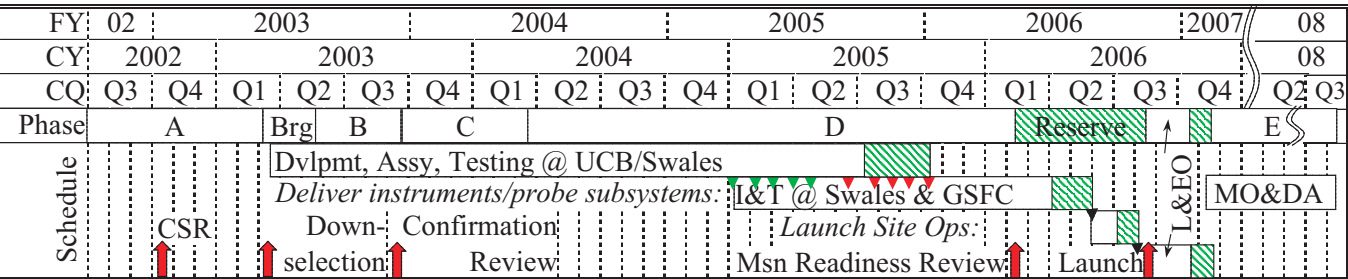 FY 02 2003 2004 2005 2006 2007 08
CY 2002 2003 2004 2005 2006 08
CQ Q3 Q4 Q1 Q2 Q3 Q4 Q1 Q2 Q3 Q4 Q1 Q2 Q3 Q4 Q1 Q2 Q3 Q4 Q2 Q3
Phase A Brg B C D Reserve E
Schedule
Dvlpmt, Assy, Testing @ UCB/Swales
Deliver instruments/probe subsystems: I&T @ Swales & GSFC
L&EO
MO&DA
CSR Down- Confirmation Launch Site Ops:
selection Review Msn Readiness Review Launch